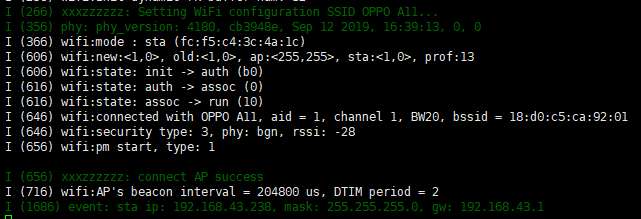 I (266) xxxzzzzzz: Setting WiFi configuration SSID OPPO A11...
I (356) phy: phy_version: 4180, cb3948e, Sep 12 2019, 16:39:13, 0, 0
I (366) wifi:mode : sta (fc:f5:c4:3c:4a:1c)
I (606) wifi:new:<1,0>, old:<1,0>, ap:<255,255>, sta:<1,0>, prof:13
I (606) wifi:state: init -> auth (b0)
I (616) wifi:state: auth -> assoc (0)
I (616) wifi:state: assoc -> run (10)
I (646) wifi:connected with OPPO A11, aid = 1, channel 1, BW20, bssid = 18:d0:c5:ca:92:01
I (646) wifi:security type: 3, phy: bgn, rssi: -28
I (656) wifi:pm start, type: 1
I (656) xxxzzzzzz: connect AP success
I (716) wifi:AP's beacon interval = 204800 us, DTIM period = 2
I (1686) event: sta ip: 192.168.43.238, mask: 255.255.255.0, gw: 192.168.43.1